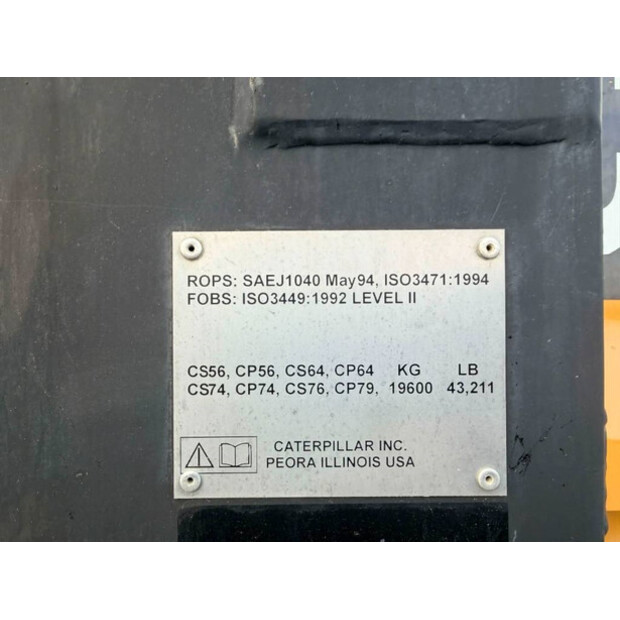 ROPS: SAEJ1040 May94, ISO3471:1994
FOBS: ISO3449:1992 LEVEL II
CS56, CP56, CS64, CP64 KG LB
CS74, CP74, CS76, CP79, 19600 43,211
CATERPILLAR INC.
PEORA ILLINOIS USA